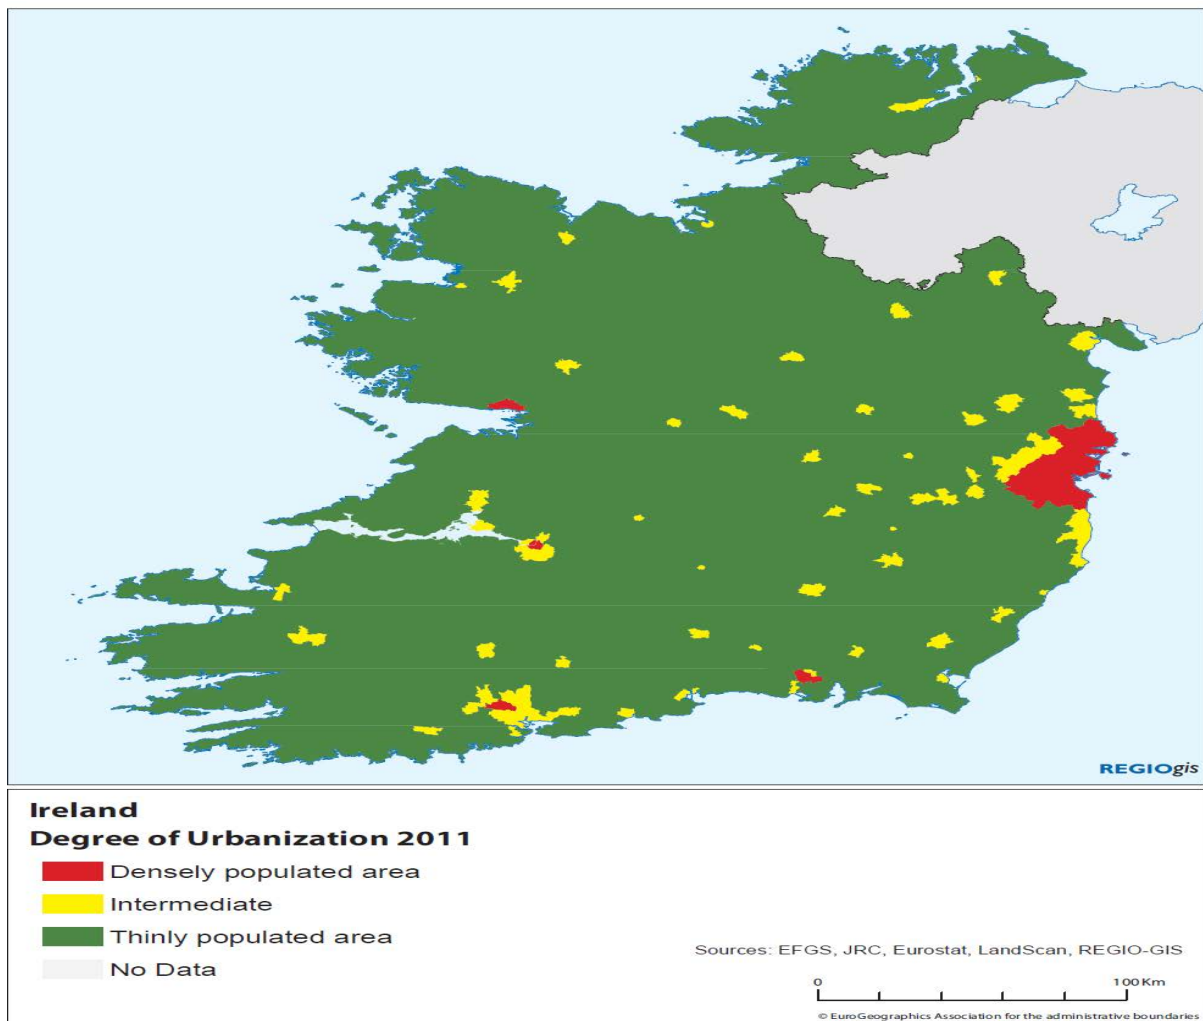 REGIOgis
Ireland
Degree of Urbanization 2011
Densely populated area
Intermediate
Thinly populated area
No Data
Sources: EFGS, JRC, Eurostat, LandScan, REGIO-GIS
0 100 Km
© EuroGeographics Association for the administrative boundaries